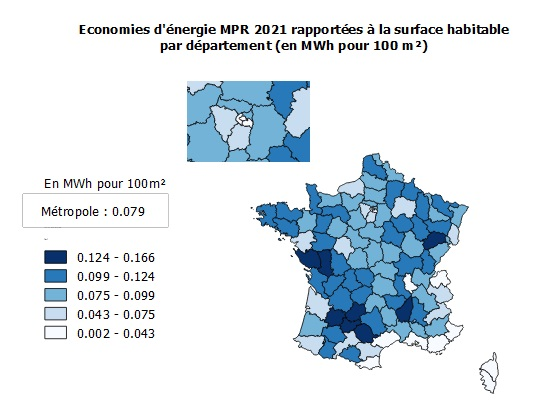 Economies d'énergie MPR 2021 rapportées à la surface habitable
par département (en MWh pour 100 m²)
En MWh pour 100m²
Métropole : 0.079
0.124 - 0.166
0.099 - 0.124
0.075 - 0.099
0.043 - 0.075
0.002 - 0.043